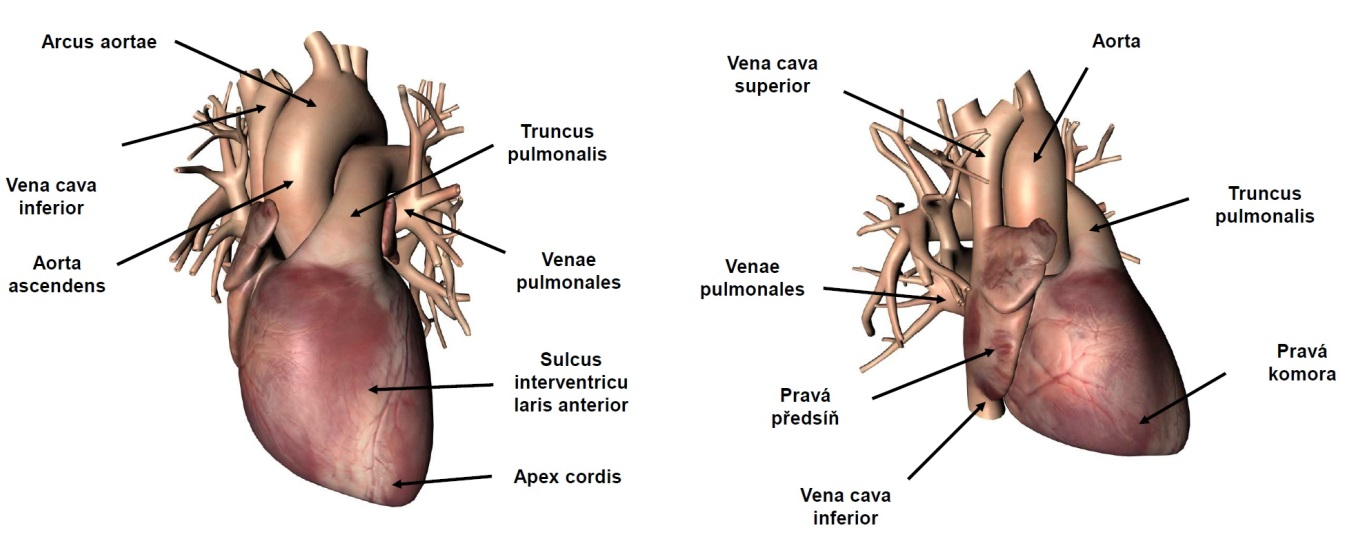 Arcus aortae
Vena cava
inferior
Aorta
ascendens
Truncus
pulmonalis
Venae
pulmonales
Sulcus
interventricu
laris anterior
Apex cordis
Vena cava
superior
Aorta
Truncus
pulmonalis
Venae
pulmonales
Pravá
komora
Pravá
předsíň
Vena cava
inferior